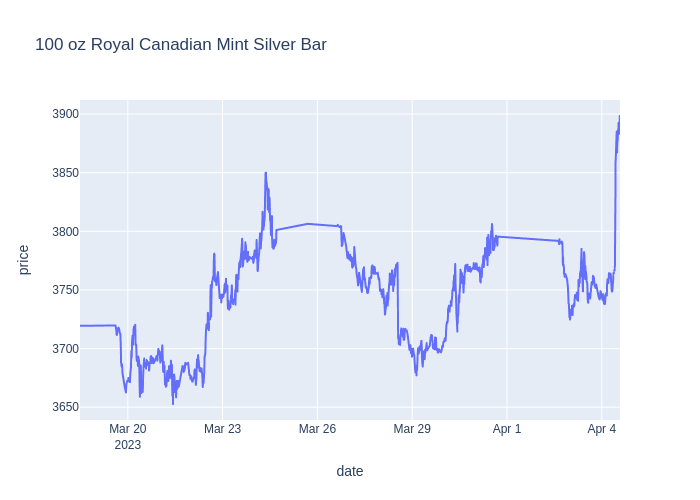 100 oz Royal Canadian Mint Silver Bar
3900
3850
3800
3750
3700
3650
price
Mar 20
2023
Mar 23
Mar 26
Mar 29
Apr 1
Apr 4
date